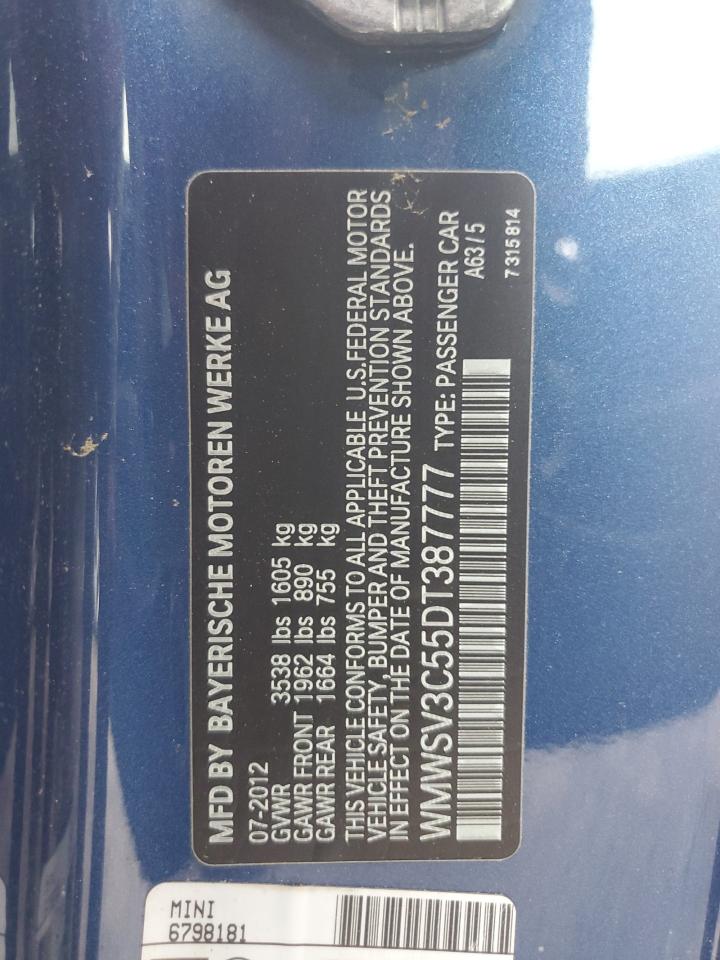 MFD BY BAYERISCHE MOTOREN WERKE AG
07-2012
GVWR 3538 lbs 1605 kg
GAWR FRONT 1962 lbs 890 kg
GAWR REAR 1664 lbs 755 kg
THIS VEHICLE CONFORMS TO ALL APPLICABLE U.S.FEDERAL MOTOR
VEHICLE SAFETY, BUMPER AND THEFT PREVENTION STANDARDS
IN EFFECT ON THE DATE OF MANUFACTURE SHOWN ABOVE.
WMWSV3C55DT387777 TYPE: PASSENGER CAR
A63/5
7315814
MINI
6798181